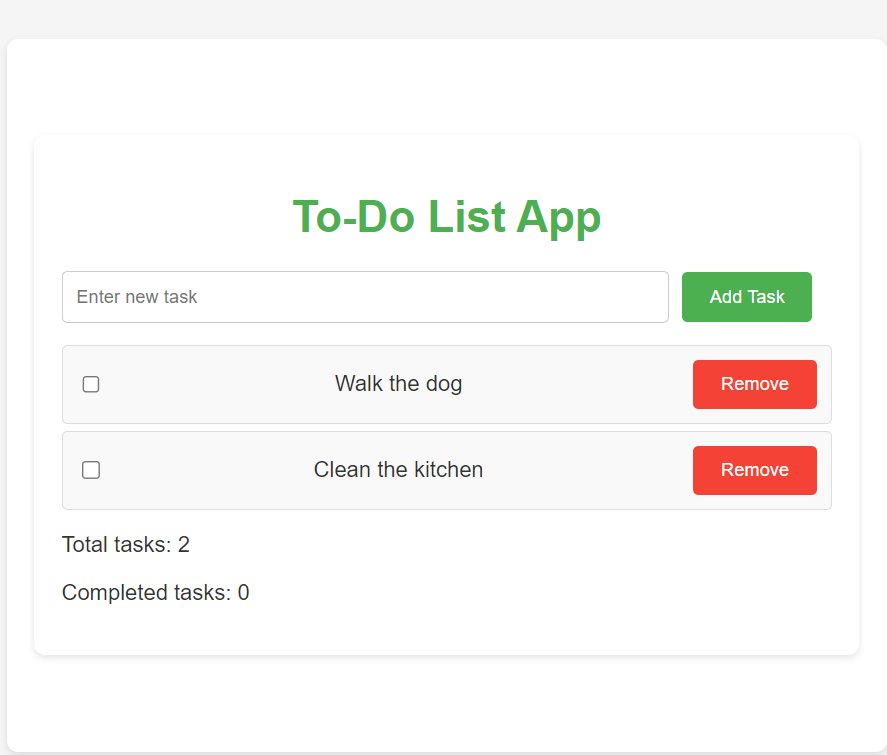 To-Do List App
Enter new task
Add Task
Walk the dog
Remove
Clean the kitchen
Remove
Total tasks: 2
Completed tasks: 0